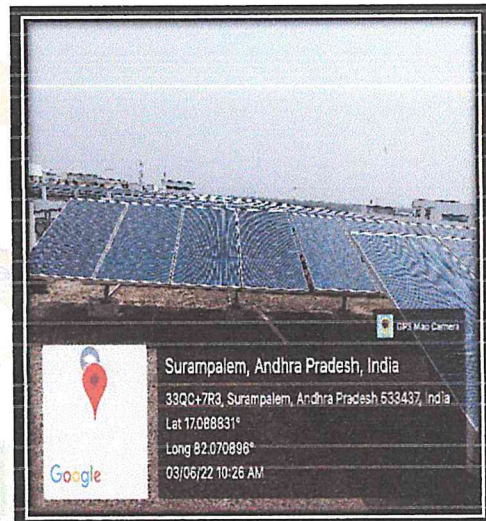 GPS Map Camera
Surampalem, Andhra Pradesh, India
33QC+7R3, Surampalem, Andhra Pradesh 533437, India
Lat 17.088831°
Long 82.070896°
03/06/22 10:26 AM
Google